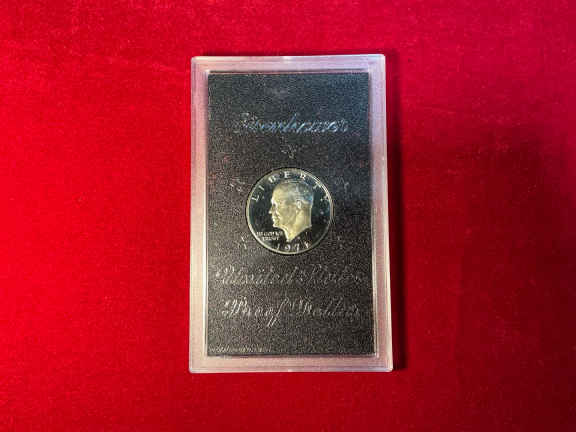 Eisenhower
LIBERTY
IN GOD WE
TRUST
1971
United States
Proof Dollar